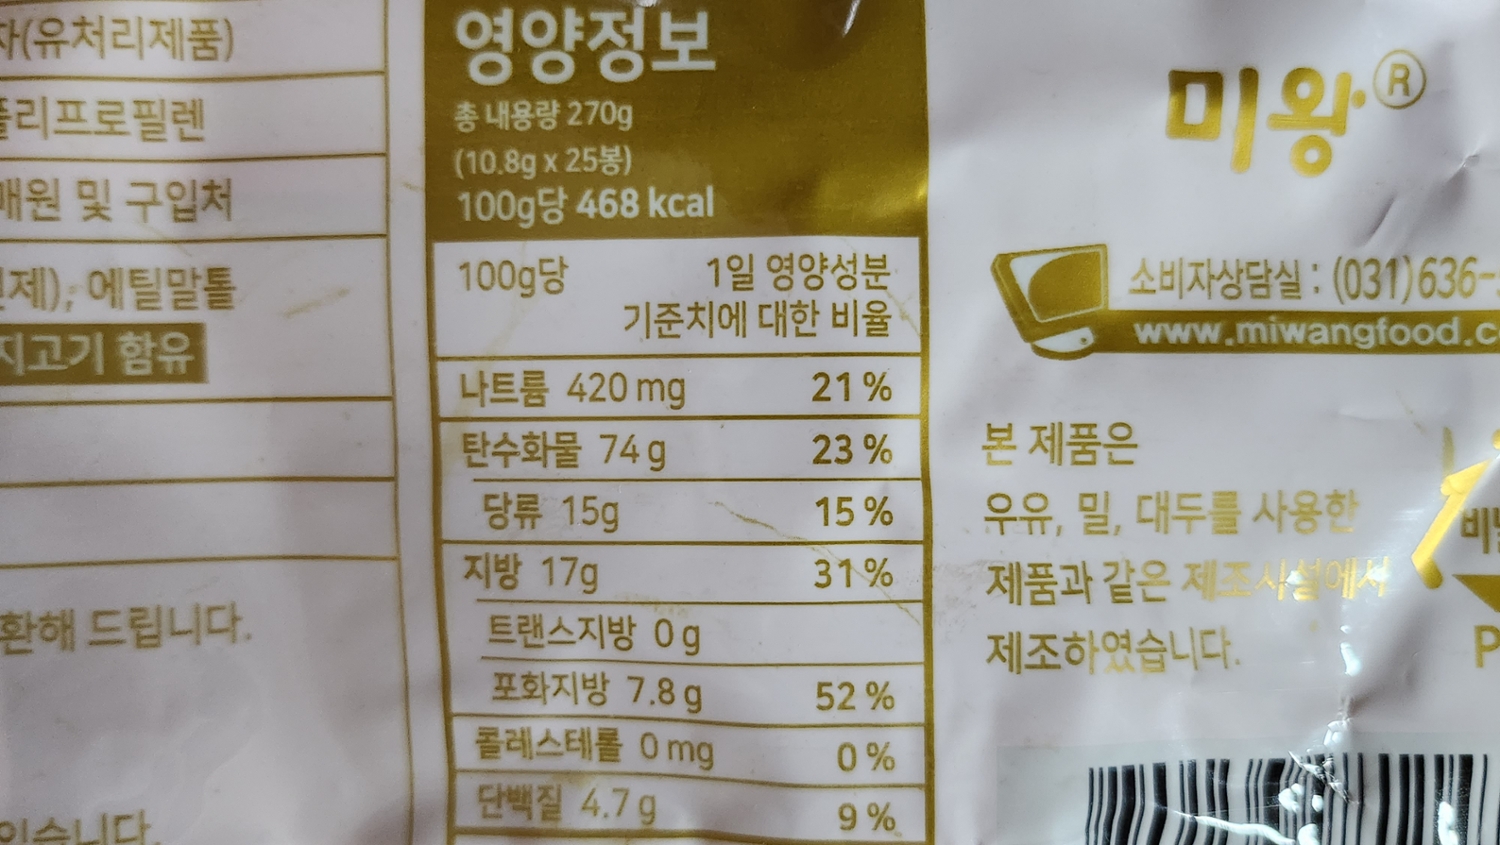 차(유처리제품)
폴리프로필렌
매원 및 구입처
제), 에틸말톨
지고기 함유
환해 드립니다.
있습니다.
영양정보
총 내용량 270g
(10.8g x 25봉)
100g당 468 kcal
100g당 1일 영양성분
기준치에 대한 비율
나트륨 420 mg 21 %
탄수화물 74 g 23 %
당류 15g 15 %
지방 17g 31 %
트랜스지방 0 g
포화지방 7.8 g 52 %
콜레스테롤 0 mg 0 %
단백질 4.7 g 9 %
미왕®
소비자상담실 : (031)636-
www.miwangfood.c
본 제품은
우유, 밀, 대두를 사용한
제품과 같은 제조시설에서
제조하였습니다.
비닐
P